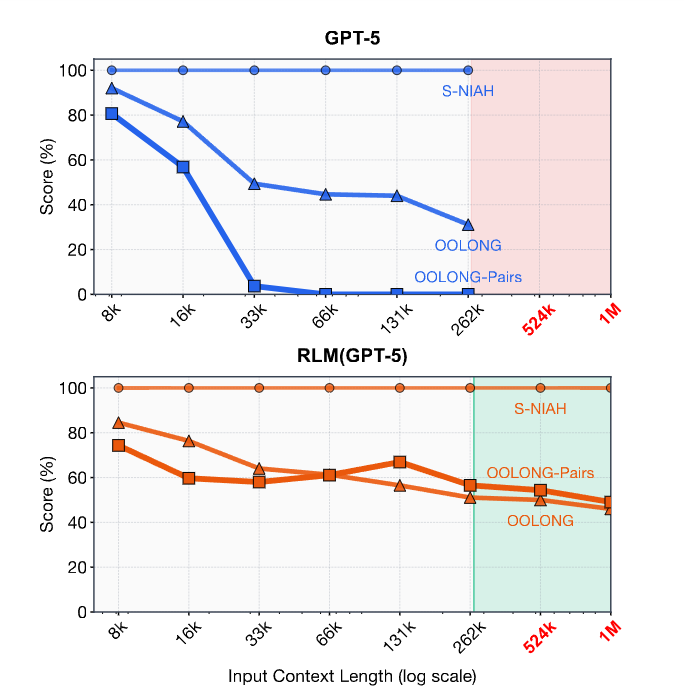 GPT-5
Score (%)
100
80
60
40
20
0
S-NIAH
OOLONG
OOLONG-Pairs
8k 16k 33k 66k 131k 262k 524k 1M
RLM(GPT-5)
Score (%)
100
80
60
40
20
0
S-NIAH
OOLONG-Pairs
OOLONG
8k 16k 33k 66k 131k 262k 524k 1M
Input Context Length (log scale)